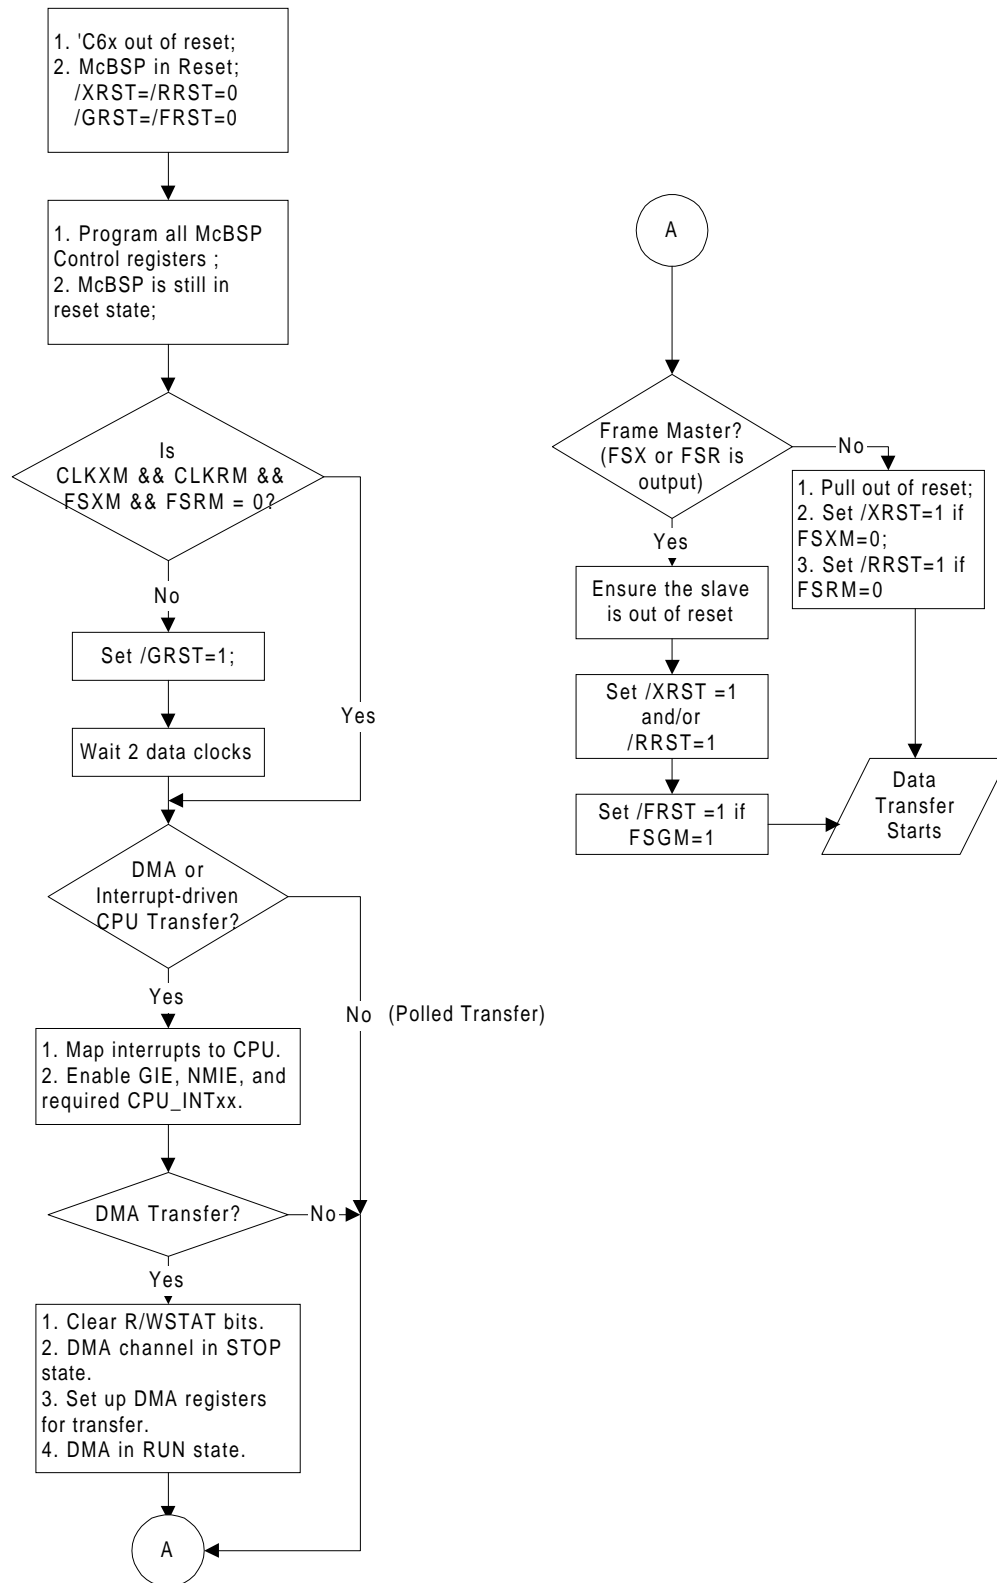 1. 'C6x out of reset;
2. McBSP in Reset;
/XRST=/RRST=0
/GRST=/FRST=0
1. Program all McBSP
Control registers ;
2. McBSP is still in
reset state;
Is
CLKXM && CLKRM &&
FSXM && FSRM = 0?
No
Set /GRST=1;
Yes
Wait 2 data clocks
DMA or
Interrupt-driven
CPU Transfer?
Yes
No (Polled Transfer)
1. Map interrupts to CPU.
2. Enable GIE, NMIE, and
required CPU_INTxx.
DMA Transfer?
No
Yes
1. Clear R/WSTAT bits.
2. DMA channel in STOP
state.
3. Set up DMA registers
for transfer.
4. DMA in RUN state.
A
A
Frame Master?
(FSX or FSR is
output)
No
Yes
1. Pull out of reset;
2. Set /XRST=1 if
FSXM=0;
3. Set /RRST=1 if
FSRM=0
Ensure the slave
is out of reset
Set /XRST =1
and/or
/RRST=1
Set /FRST =1 if
FSGM=1
Data
Transfer
Starts